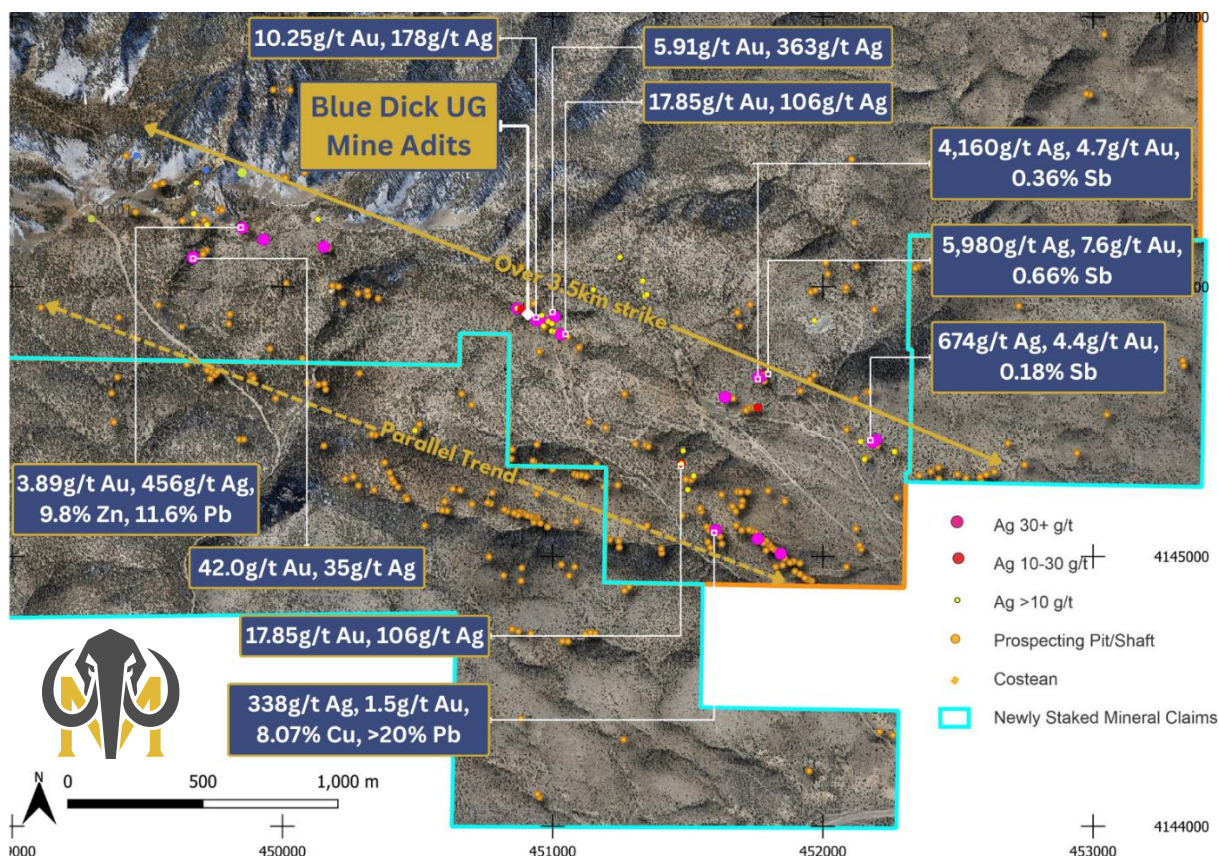 10.25g/t Au, 178g/t Ag
5.91g/t Au, 363g/t Ag
4147000
Blue Dick UG
Mine Adits
17.85g/t Au, 106g/t Ag
4,160g/t Ag, 4.7g/t Au,
0.36% Sb
5,980g/t Ag, 7.6g/t Au,
0.66% Sb
Over 3.5km strike
674g/t Ag, 4.4g/t Au,
0.18% Sb
Parallel Trend
3.89g/t Au, 456g/t Ag,
9.8% Zn, 11.6% Pb
42.0g/t Au, 35g/t Ag
17.85g/t Au, 106g/t Ag
338g/t Ag, 1.5g/t Au,
8.07% Cu, >20% Pb
Ag 30+ g/t
Ag 10-30 g/t
4145000
Ag >10 g/t
Prospecting Pit/Shaft
Costean
Newly Staked Mineral Claims
M
N
0 500 1,000 m
4144000
450000
451000
452000
453000